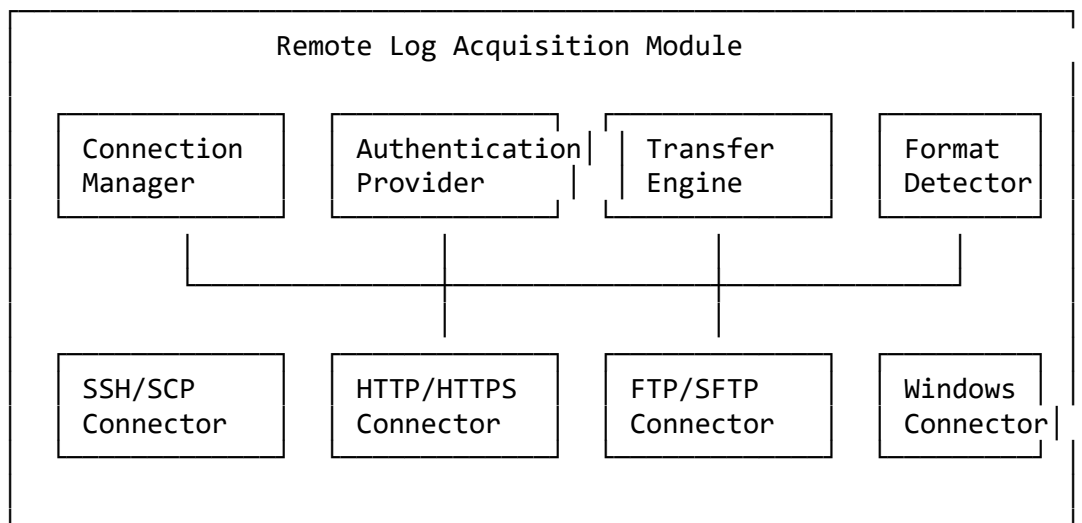 Remote Log Acquisition Module
Connection Authentication Transfer Format
Manager Provider Engine Detector
SSH/SCP HTTP/HTTPS FTP/SFTP Windows
Connector Connector Connector Connector